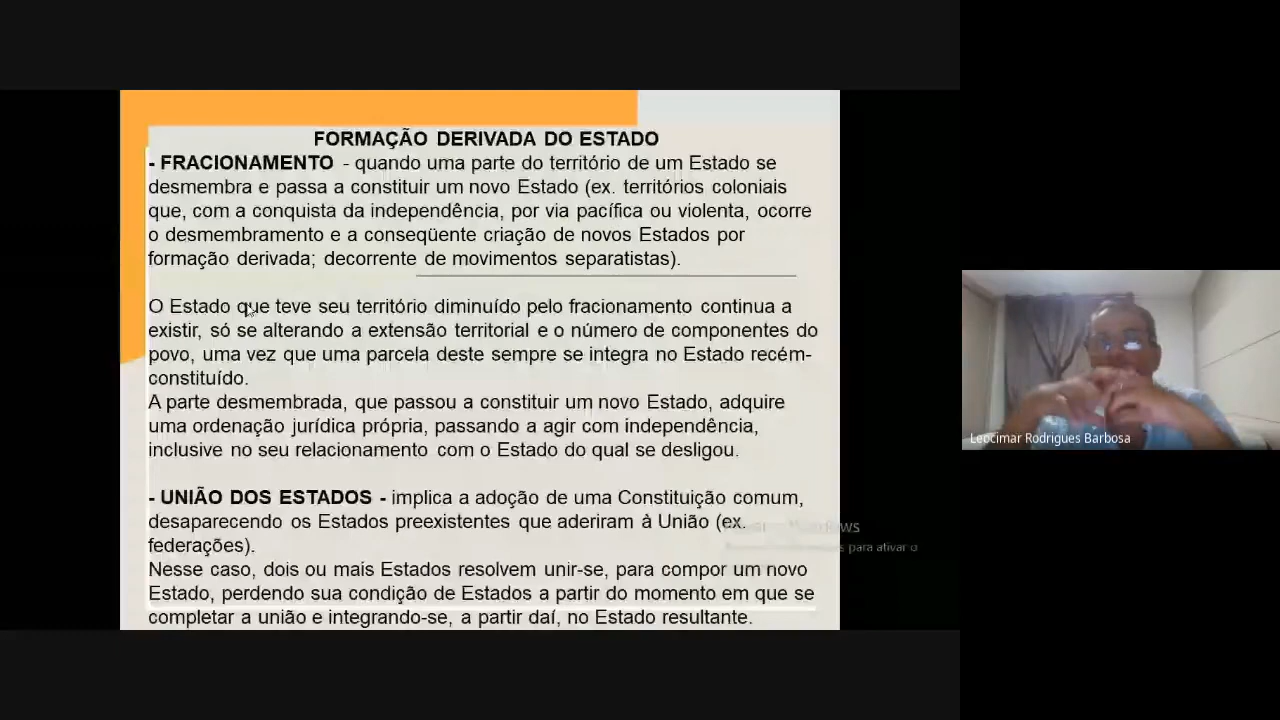 FORMAÇÃO DERIVADA DO ESTADO
- FRACIONAMENTO - quando uma parte do território de um Estado se
desmembra e passa a constituir um novo Estado (ex. territórios coloniais
que, com a conquista da independência, por via pacífica ou violenta, ocorre
o desmembramento e a conseqüente criação de novos Estados por
formação derivada; decorrente de movimentos separatistas).
O Estado que teve seu território diminuído pelo fracionamento continua a
existir, só se alterando a extensão territorial e o número de componentes do
povo, uma vez que uma parcela deste sempre se integra no Estado recém-
constituído.
A parte desmembrada, que passou a constituir um novo Estado, adquire
uma ordenação jurídica própria, passando a agir com independência,
inclusive no seu relacionamento com o Estado do qual se desligou.
- UNIÃO DOS ESTADOS - implica a adoção de uma Constituição comum,
desaparecendo os Estados preexistentes que aderiram à União (ex.
federações).
Nesse caso, dois ou mais Estados resolvem unir-se, para compor um novo
Estado, perdendo sua condição de Estados a partir do momento em que se
completar a união e integrando-se, a partir daí, no Estado resultante.
para ativar o
Leocimar Rodrigues Barbosa